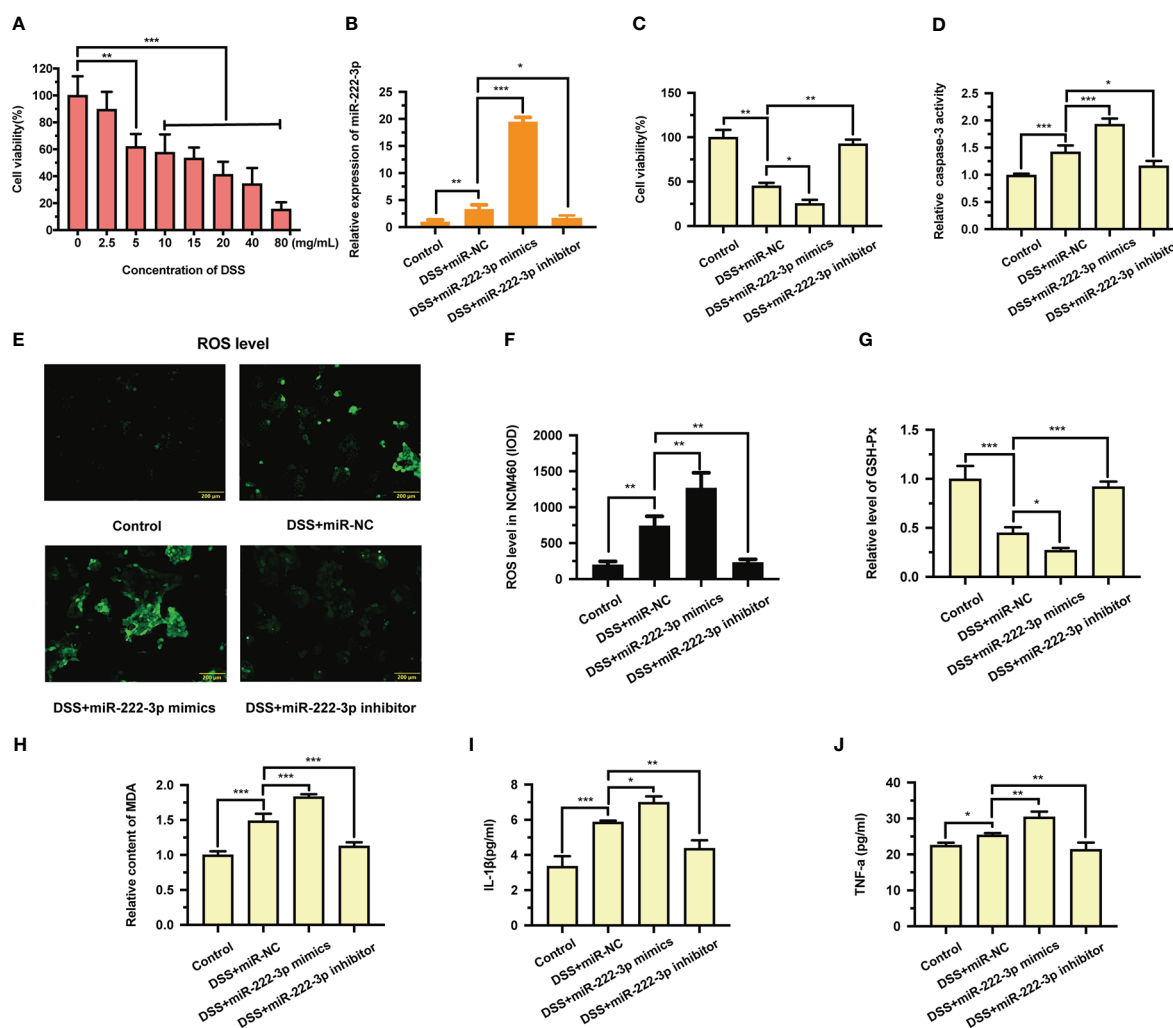 A
***
**
120
100
80
60
40
20
0
Cell viability(%)
0 2.5 5 10 15 20 40 80 (mg/mL)
Concentration of DSS
B
*
***
**
25
20
15
10
5
0
Relative expression of miR-222-3p
Control
DSS+miR-NC
DSS+miR-222-3p mimics
DSS+miR-222-3p inhibitor
C
** **
*
150
100
50
0
Cell viability(%)
Control
DSS+miR-NC
DSS+miR-222-3p mimics
DSS+miR-222-3p inhibitor
D
*
***
***
2.5
2.0
1.5
1.0
0.5
0.0
Relative caspase-3 activity
Control
DSS+miR-NC
DSS+miR-222-3p mimics
DSS+miR-222-3p inhibitor
E
ROS level
200 μm
200 μm
Control
DSS+miR-NC
200 μm
200 μm
DSS+miR-222-3p mimics
DSS+miR-222-3p inhibitor
F
**
**
**
2000
1500
1000
500
0
ROS level in NCM460 (IOD)
Control
DSS+miR-NC
DSS+miR-222-3p mimics
DSS+miR-222-3p inhibitor
G
*** ***
*
1.5
1.0
0.5
0.0
Relative level of GSH-Px
Control
DSS+miR-NC
DSS+miR-222-3p mimics
DSS+miR-222-3p inhibitor
H
***
***
***
2.0
1.5
1.0
0.5
0.0
Relative content of MDA
Control
DSS+miR-NC
DSS+miR-222-3p mimics
DSS+miR-222-3p inhibitor
I
**
*
***
8
6
4
2
0
IL-1β(pg/ml)
Control
DSS+miR-NC
DSS+miR-222-3p mimics
DSS+miR-222-3p inhibitor
J
**
**
*
40
30
20
10
0
TNF-a (pg/ml)
Control
DSS+miR-NC
DSS+miR-222-3p mimics
DSS+miR-222-3p inhibitor